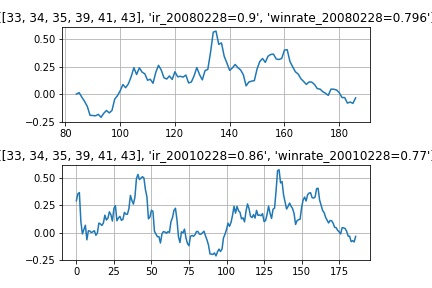 [[33, 34, 35, 39, 41, 43], 'ir_20080228=0.9', 'winrate_20080228=0.796']
0.50
0.25
0.00
−0.25
80 100 120 140 160 180
[[33, 34, 35, 39, 41, 43], 'ir_20010228=0.86', 'winrate_20010228=0.77']
0.50
0.25
0.00
−0.25
0 25 50 75 100 125 150 175